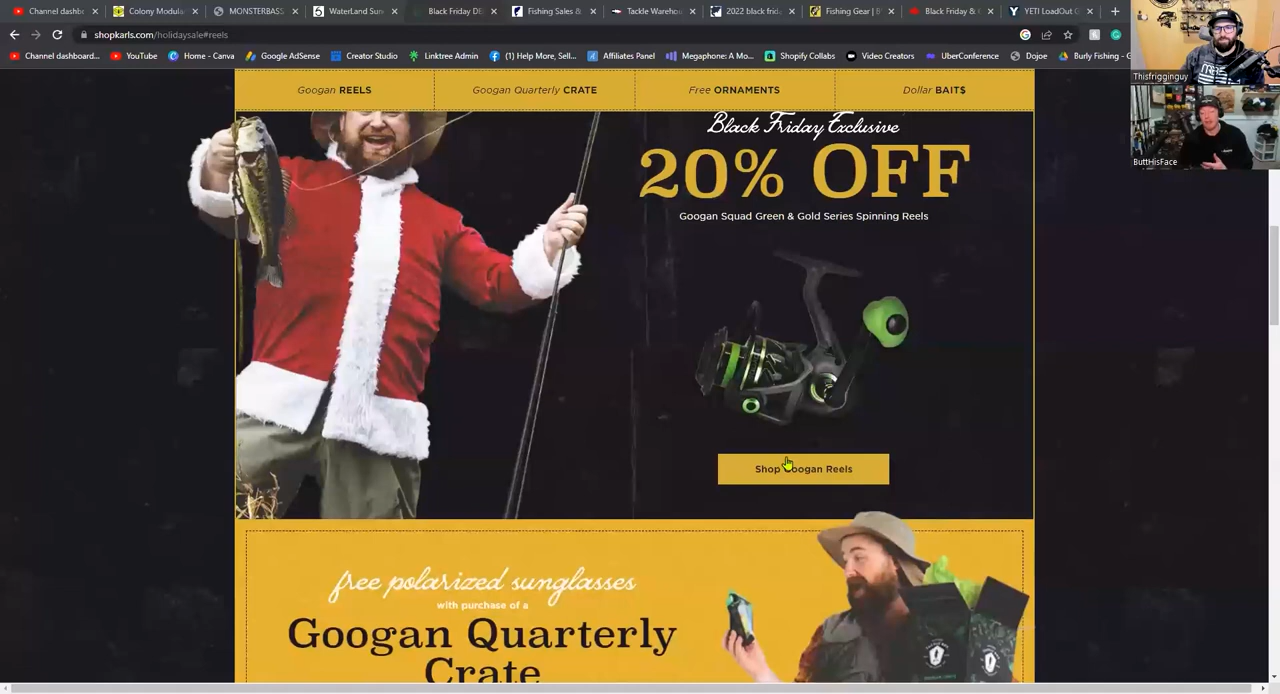 Channel dashb
Colony Modula
MONSTERBASS
WaterLand Sun
Black Friday DE
Fishing Sales &
Tackle Wareho
2022 black frida
Fishing Gear | B
Black Friday &
YETI LoadOut G
shopkarls.com/holidaysale#reels
Channel dashboard...
YouTube
Home - Canva
Google AdSense
Creator Studio
Linktree Admin
(1) Help More, Sell...
Affiliates Panel
Megaphone: A Mo...
Shopify Collabs
Video Creators
UberConference
Dojoe
Burly Fishing - G
Thisfrigginguy
ButtHisFace
Googan REELS
Googan Quarterly CRATE
Free ORNAMENTS
Dollar BAIT$
Black Friday Exclusive
20% OFF
Googan Squad Green & Gold Series Spinning Reels
Shop Googan Reels
free polarized sunglasses
with purchase of a
Googan Quarterly
Crate